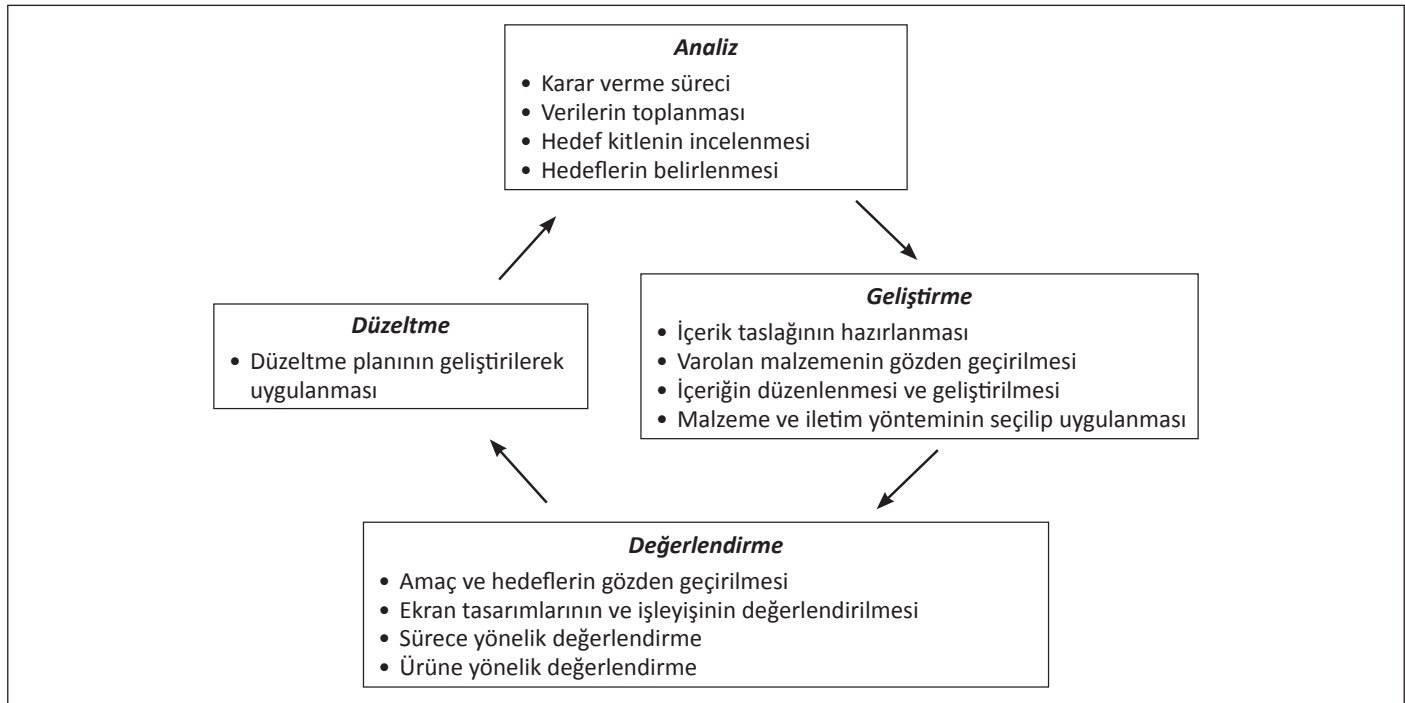 Analiz
• Karar verme süreci
• Verilerin toplanması
• Hedef kitlenin incelenmesi
• Hedeflerin belirlenmesi
Geliştirme
• İçerik taslağının hazırlanması
• Varolan malzemenin gözden geçirilmesi
• İçeriğin düzenlenmesi ve geliştirilmesi
• Malzeme ve iletim yönteminin seçilip uygulanması
Düzeltme
• Düzeltme planının geliştirilerek
uygulanması
Değerlendirme
• Amaç ve hedeflerin gözden geçirilmesi
• Ekran tasarımlarının ve işleyişinin değerlendirilmesi
• Sürece yönelik değerlendirme
• Ürüne yönelik değerlendirme